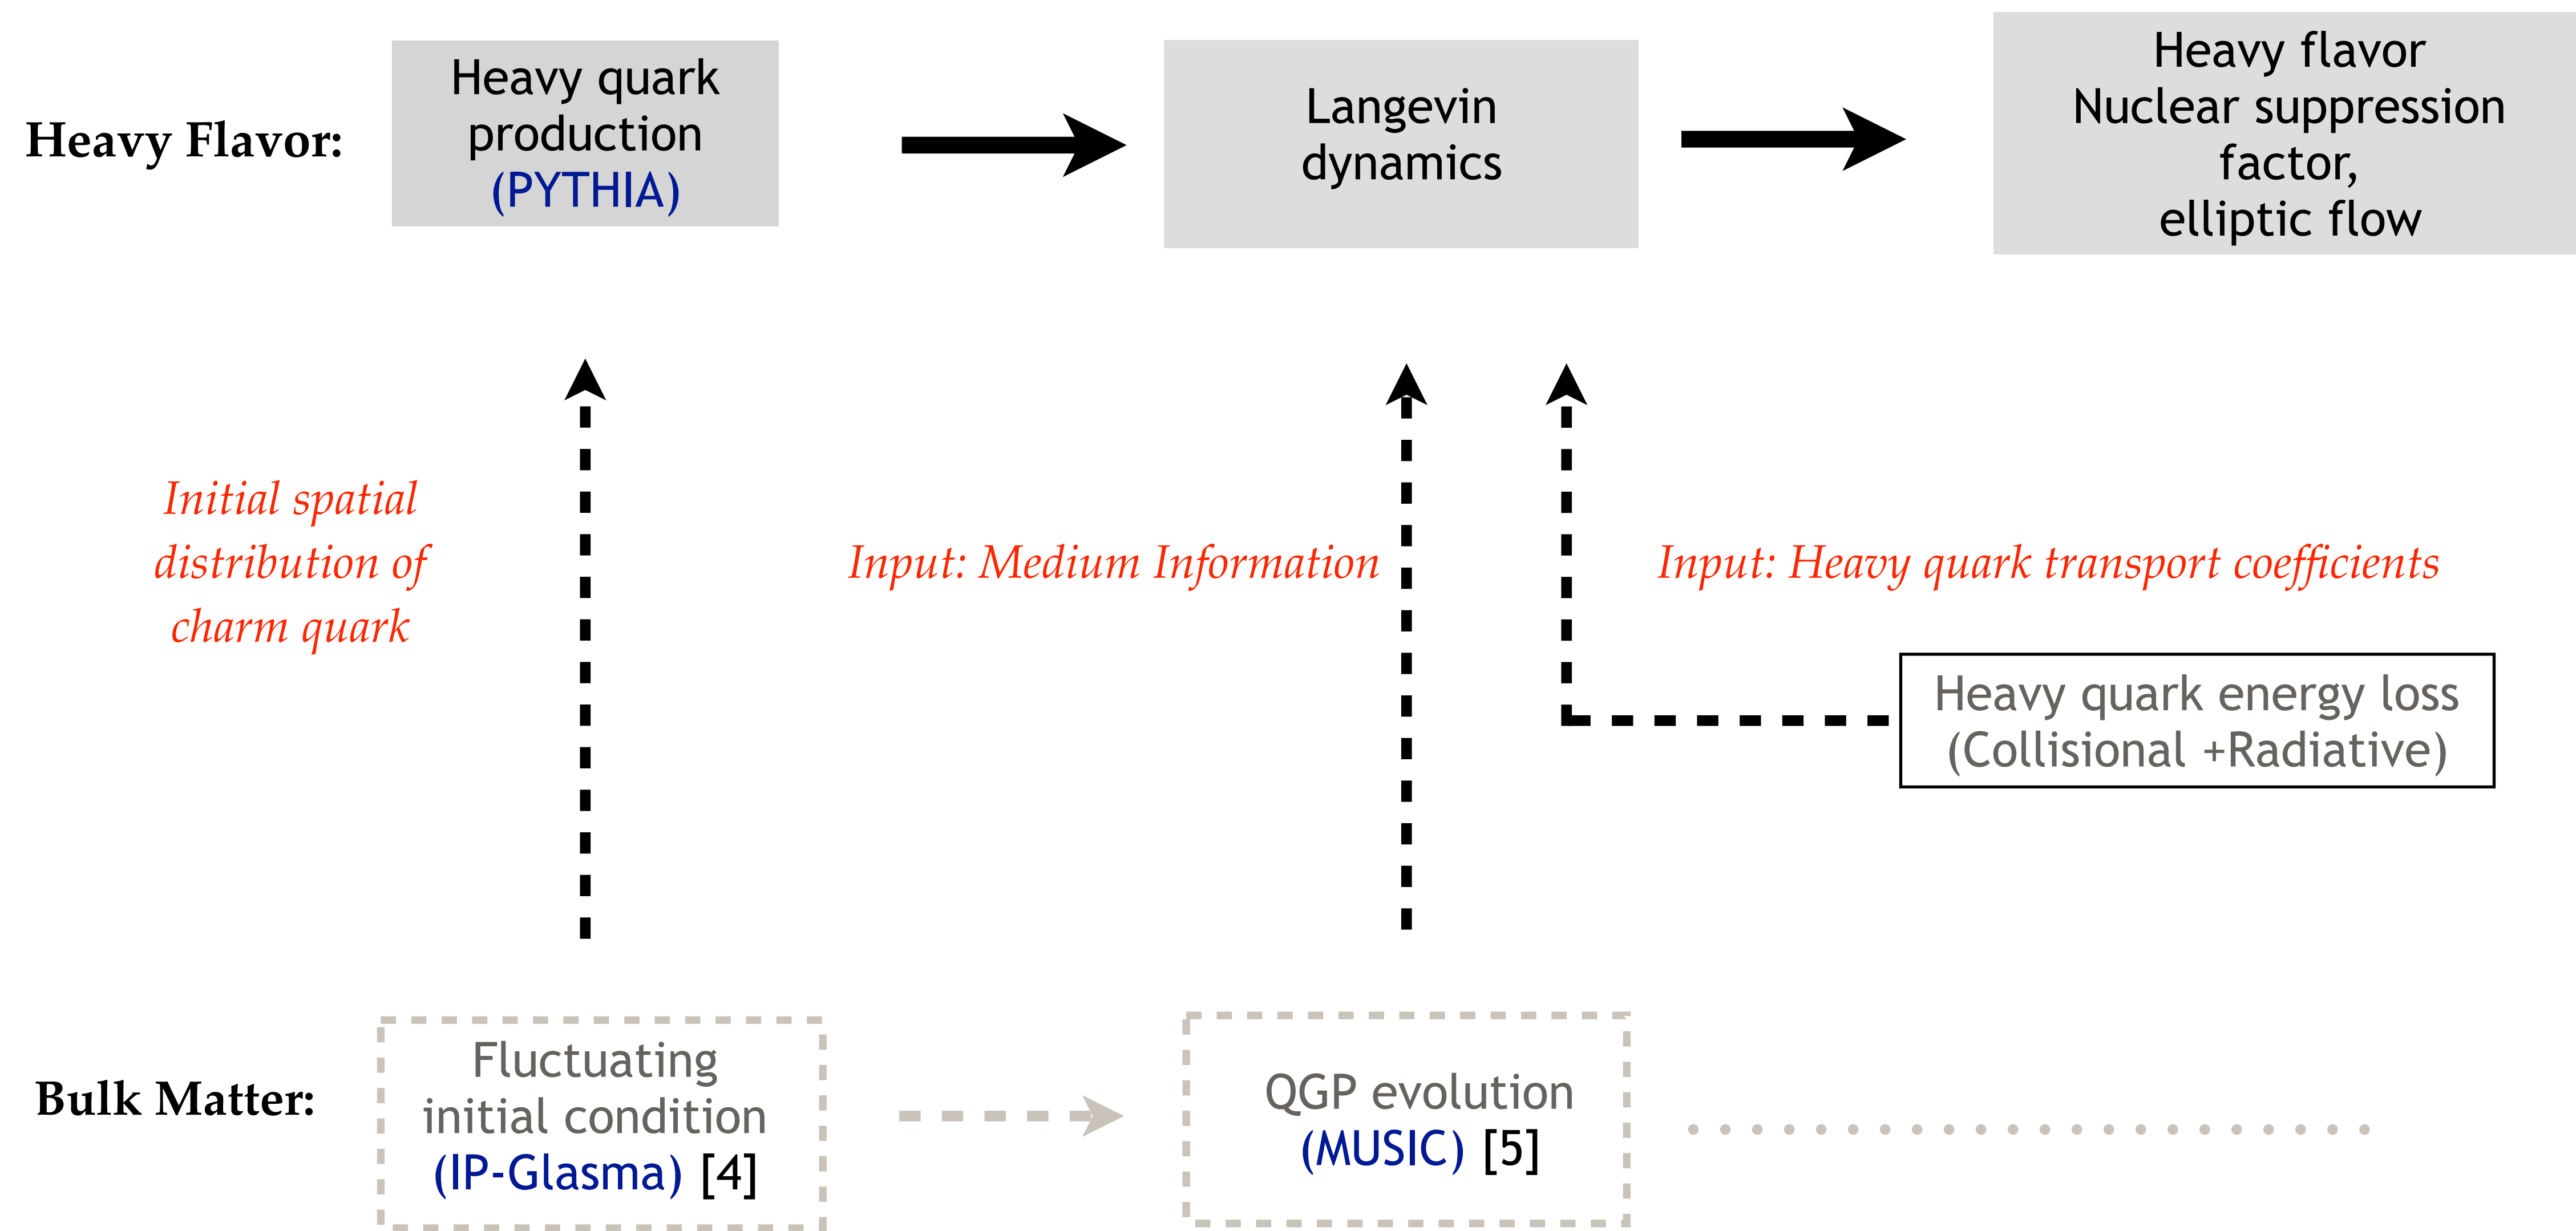 Heavy Flavor:
Heavy quark
production
(PYTHIA)
Langevin
dynamics
Heavy flavor
Nuclear suppression
factor,
elliptic flow
Initial spatial
distribution of
charm quark
Input: Medium Information
Input: Heavy quark transport coefficients
Heavy quark energy loss
(Collisional +Radiative)
Bulk Matter:
Fluctuating
initial condition
(IP-Glasma) [4]
QGP evolution
(MUSIC) [5]